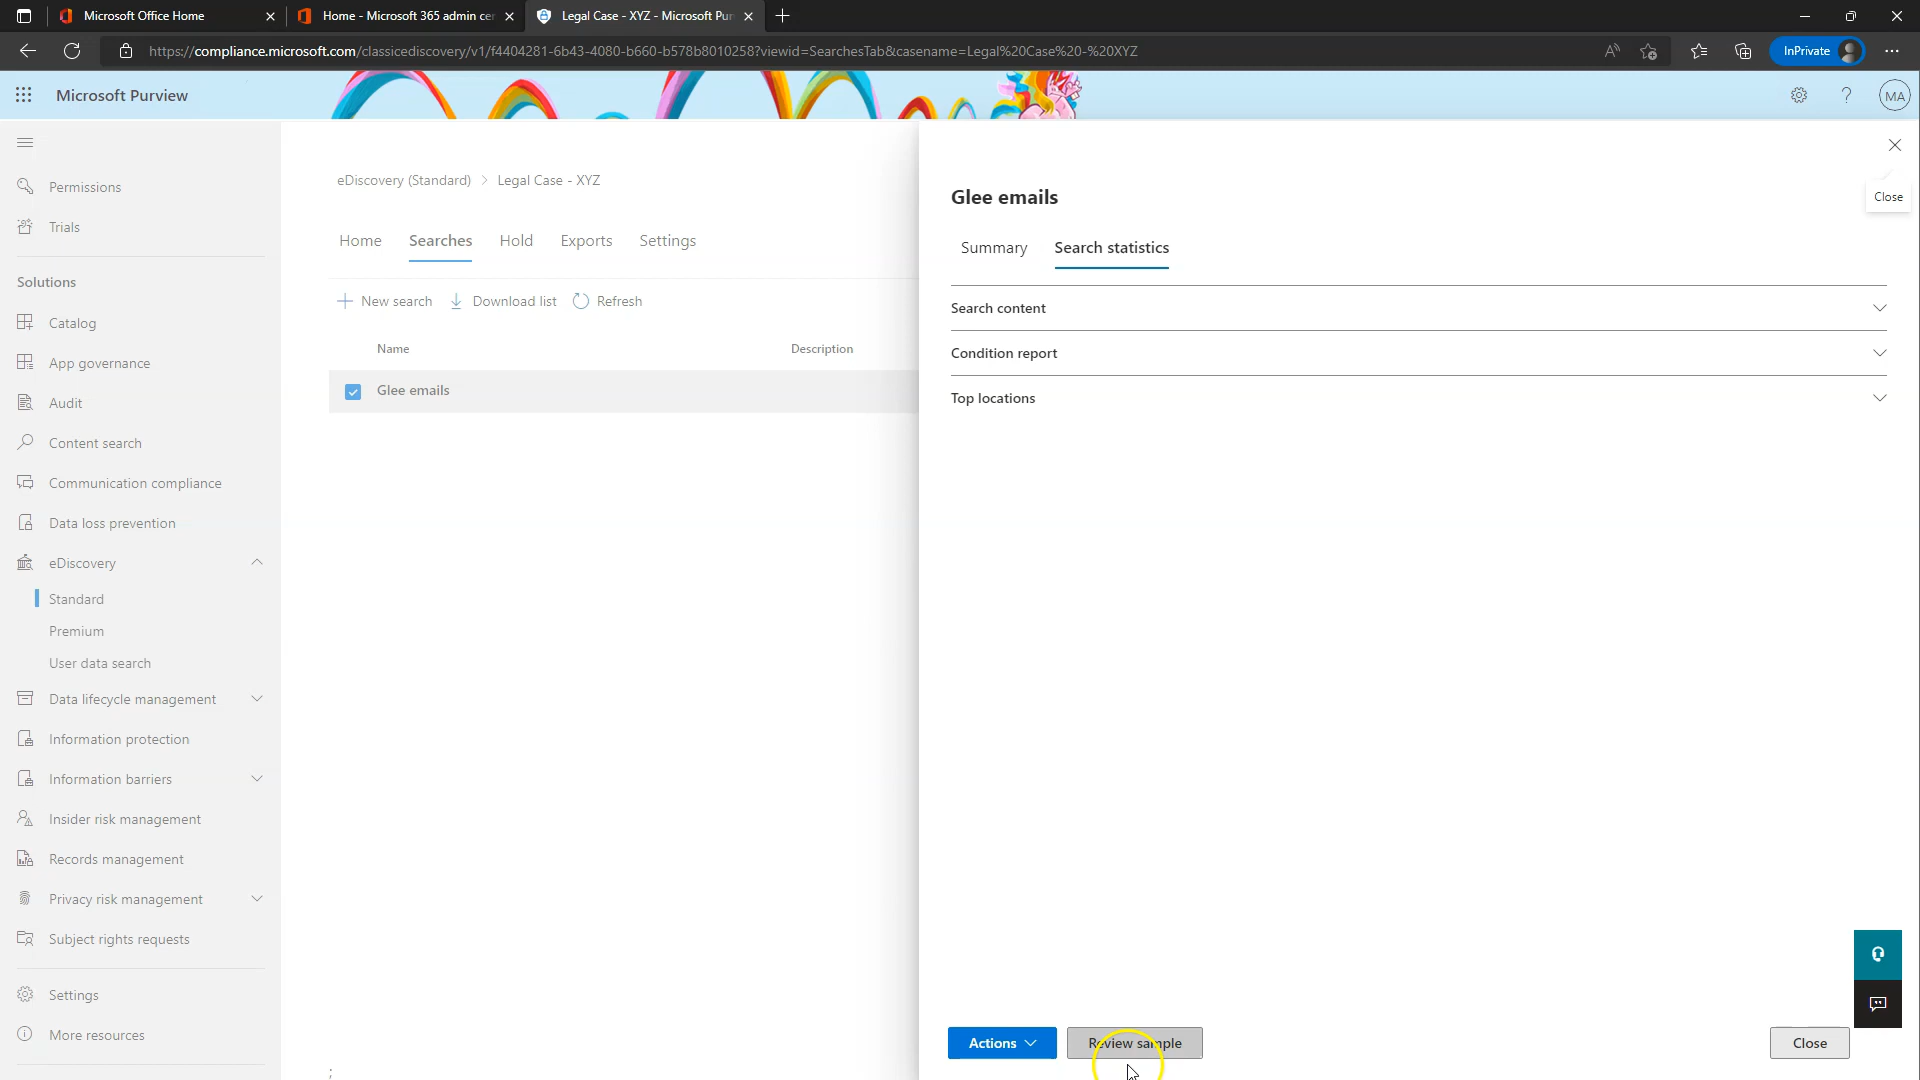 Microsoft Office Home
Home - Microsoft 365 admin cer
Legal Case - XYZ - Microsoft Pur
https://compliance.microsoft.com/classicediscovery/v1/f4404281-6b43-4080-b660-b578b8010258?viewid=SearchesTab&casename=Legal%20Case%20-%20XYZ
InPrivate
Microsoft Purview
MA
Permissions
Trials
Solutions
Catalog
App governance
Audit
Content search
Communication compliance
Data loss prevention
eDiscovery
Standard
Premium
User data search
Data lifecycle management
Information protection
Information barriers
Insider risk management
Records management
Privacy risk management
Subject rights requests
Settings
More resources
eDiscovery (Standard) > Legal Case - XYZ
Home Searches Hold Exports Settings
New search Download list Refresh
Name Description
Glee emails
;
Close
Glee emails
Summary Search statistics
Search content
Condition report
Top locations
Actions Review sample Close